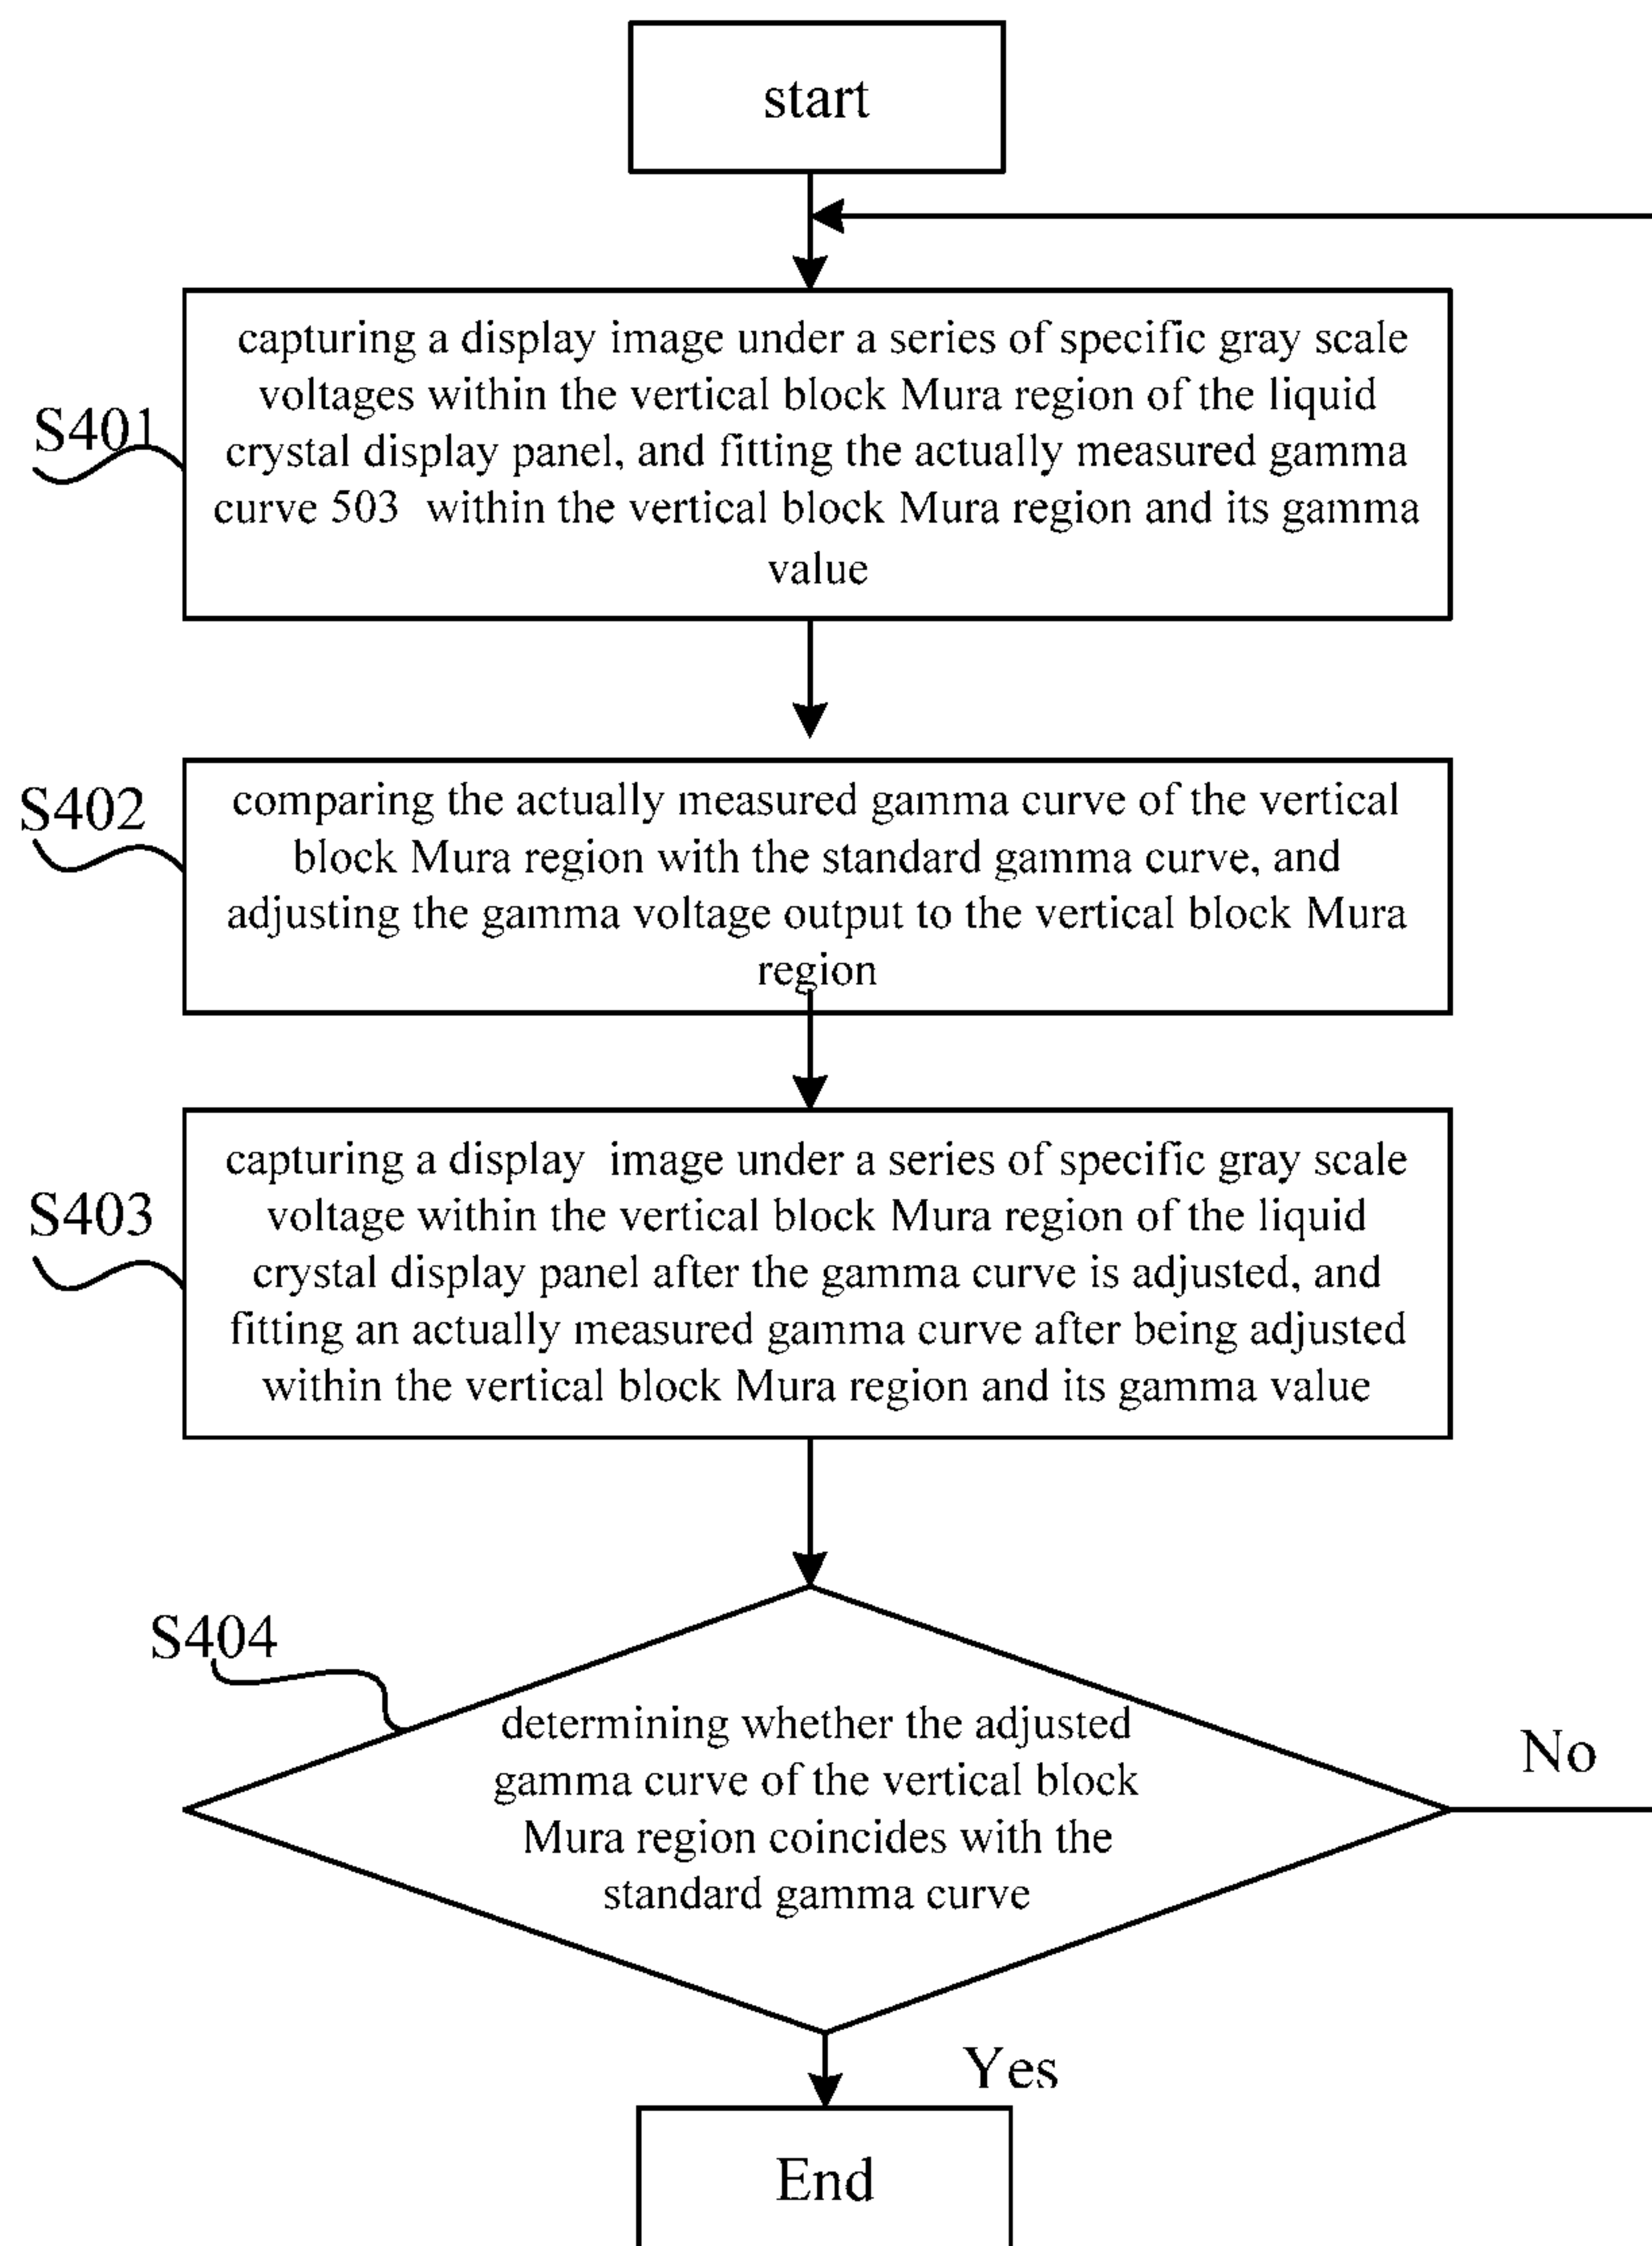 start
capturing a display image under a series of specific gray scale
voltages within the vertical block Mura region of the liquid
crystal display panel, and fitting the actually measured gamma
curve 503 within the vertical block Mura region and its gamma
value
S401
comparing the actually measured gamma curve of the vertical
block Mura region with the standard gamma curve, and
adjusting the gamma voltage output to the vertical block Mura
region
S402
capturing a display image under a series of specific gray scale
voltage within the vertical block Mura region of the liquid
crystal display panel after the gamma curve is adjusted, and
fitting an actually measured gamma curve after being adjusted
within the vertical block Mura region and its gamma value
S403
S404
determining whether the adjusted
gamma curve of the vertical block
Mura region coincides with the
standard gamma curve
No
Yes
End